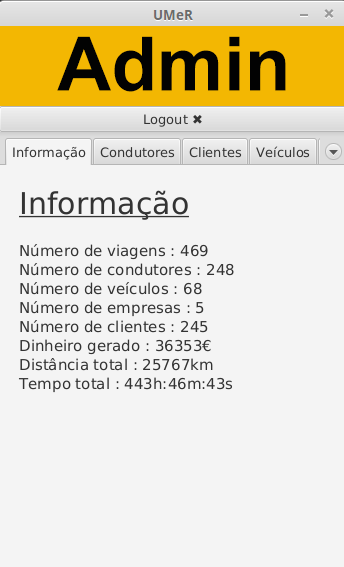 UMeR
Admin
Logout ✖
Informação Condutores Clientes Veículos
Informação
Número de viagens : 469
Número de condutores : 248
Número de veículos : 68
Número de empresas : 5
Número de clientes : 245
Dinheiro gerado : 36353€
Distância total : 25767km
Tempo total : 443h:46m:43s